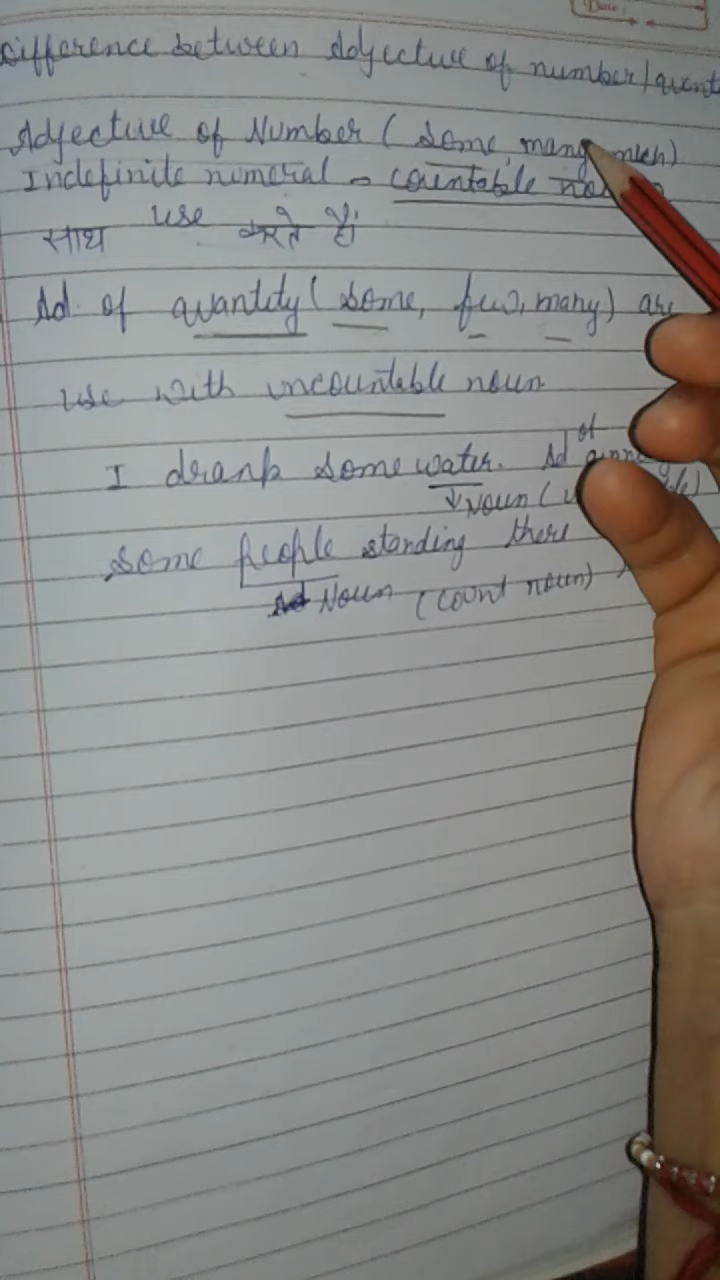 Date:
Difference between Adjective of number/quant
Adjective of Number ( some, many, much)
Indefinite numeral - countable
साथ use करते हैं
Ad. of quantity ( some, few, many) are
use with uncountable noun
I drank some water. Ad of
Noun
some people standing there
Noun (count noun)